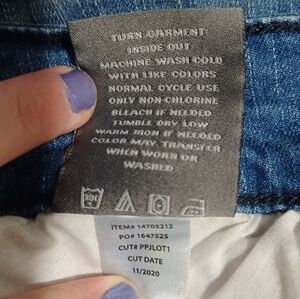 TURN GARMENT
INSIDE OUT
MACHINE WASH COLD
WITH LIKE COLORS
NORMAL CYCLE USE
ONLY NON-CHLORINE
BLEACH IF NEEDED
TUMBLE DRY LOW
WARM IRON IF NEEDED
COLOR MAY TRANSFER
WHEN WORN OR
WASHED
ITEM# 14705212
PO# 1647525
CUT# PPJLOT1
CUT DATE
11/2020